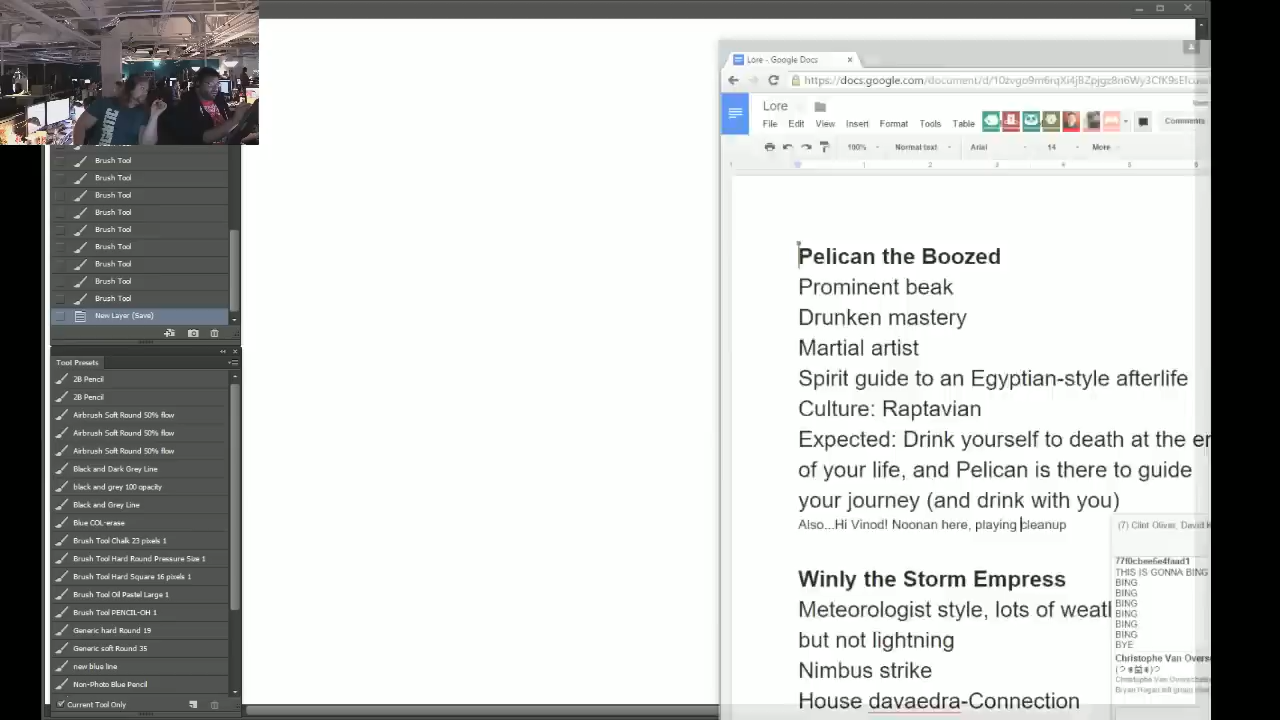 Brush Tool
Brush Tool
Brush Tool
Brush Tool
Brush Tool
Brush Tool
Brush Tool
Brush Tool
Brush Tool
New Layer (Save)
Tool Presets
2B Pencil
2B Pencil
Airbrush Soft Round 50% flow
Airbrush Soft Round 50% flow
Airbrush Soft Round 50% flow
Black and Dark Grey Line
black and grey 100 opacity
Black and Grey Line
Blue COL-erase
Brush Tool Chalk 23 pixels 1
Brush Tool Hard Round Pressure Size 1
Brush Tool Hard Square 16 pixels 1
Brush Tool Oil Pastel Large 1
Brush Tool PENCIL-OH 1
Generic hard Round 19
Generic soft Round 35
new blue line
Non-Photo Blue Pencil
Current Tool Only
Lore - Google Docs
Lore
File Edit View Insert Format Tools Table
Comments
100% Normal text Arial 14 More
Pelican the Boozed
Prominent beak
Drunken mastery
Martial artist
Spirit guide to an Egyptian-style afterlife
Culture: Raptavian
Expected: Drink yourself to death at the
of your life, and Pelican is there to guide
your journey (and drink with you)
Also...Hi Vinod! Noonan here, playing cleanup
Winly the Storm Empress
Meteorologist style, lots of
but not lightning
Nimbus strike
House davaedra-Connection
(7) Clint Oliver, David
THIS IS GONNA BING
BING
BING
BING
BING
BING
BING
BYE
Christophe Van